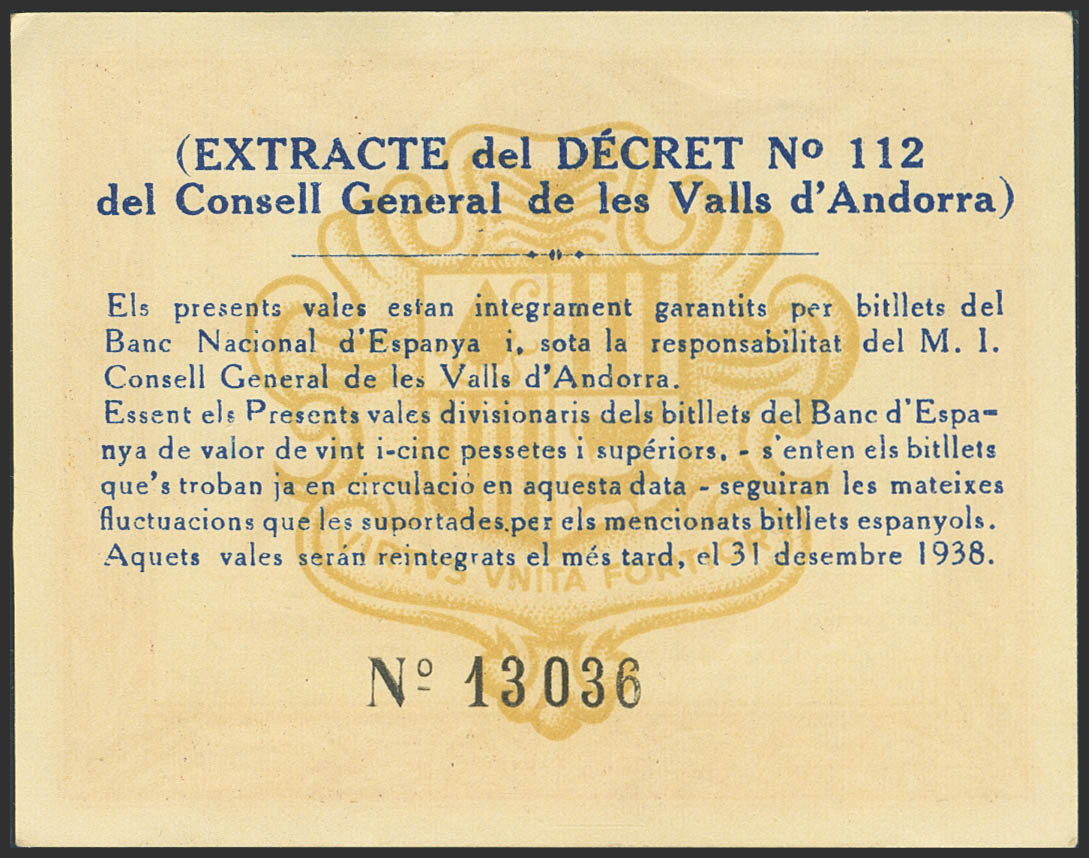 (EXTRACTE del DÉCRET Nº 112
del Consell General de les Valls d'Andorra)
Els presents vales estan integrament garantits per bitllets del
Banc Nacional d'Espanya i, sota la responsabilitat del M. I.
Consell General de les Valls d'Andorra.
Essent els Presents vales divisionaris dels bitllets del Banc d'Espa-
nya de valor de vint i-cinc pessetes i supériors, - s'enten els bitllets
que's troban ja en circulació en aquesta data - seguiran les mateixes
fluctuacions que les suportades.per els mencionats bitllets espanyols.
Aquets vales serán reintegrats el més tard, el 31 desembre 1938.
VIRTVS VNITA FORTIOR
Nº 13036